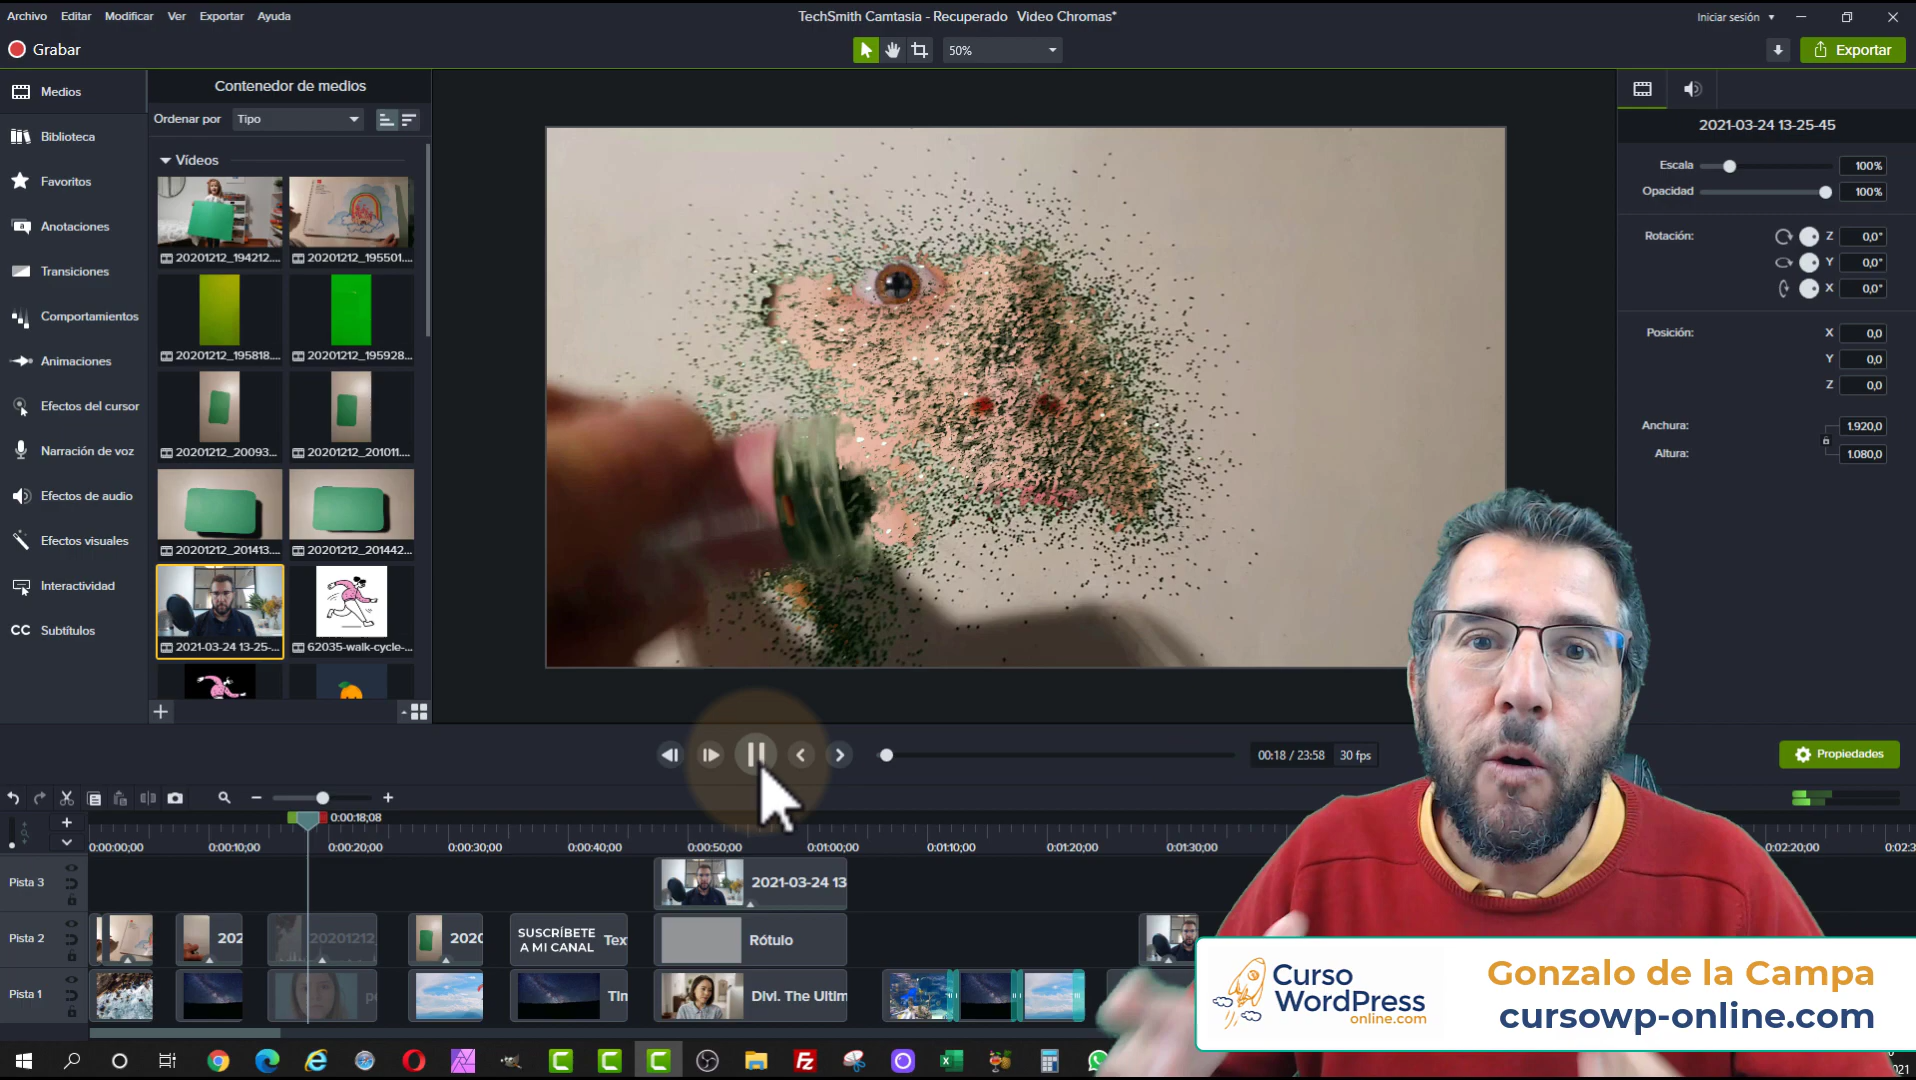 Archivo Editar Modificar Ver Exportar Ayuda
TechSmith Camtasia - Recuperado Video Chromas*
Iniciar sesión
Grabar
50%
Exportar
Medios
Biblioteca
Favoritos
Anotaciones
Transiciones
Comportamientos
Animaciones
Efectos del cursor
Narración de voz
Efectos de audio
Efectos visuales
Interactividad
CC Subtítulos
Contenedor de medios
Ordenar por Tipo
Vídeos
20201212_194212.... 20201212_195501....
20201212_195818.... 20201212_195928...
20201212_20093... 20201212_201011....
20201212_201413.... 20201212_201442...
2021-03-24 13-25-... 62035-walk-cycle-...
2021-03-24 13-25-45
Escala 100%
Opacidad 100%
Rotación: Z 0,0°
Y 0,0°
X 0,0°
Posición: X 0,0
Y 0,0
Z 0,0
Anchura: 1.920,0
Altura: 1.080,0
00:18 / 23:58 30 fps
Propiedades
0:00:18;08
0:00:00;00 0:00:10;00 0:00:20;00 0:00:30;00 0:00:40;00 0:00:50;00 0:01:00;00 0:01:10;00 0:01:20;00 0:01:30;00 0:02:20;00 0:02:3
Pista 3
2021-03-24 13
Pista 2
202 20201212_ 202 SUSCRÍBETE A MI CANAL Tex Rótulo
Pista 1
Tin Divi. The Ultim
Curso
WordPress
online.com
Gonzalo de la Campa
cursowp-online.com